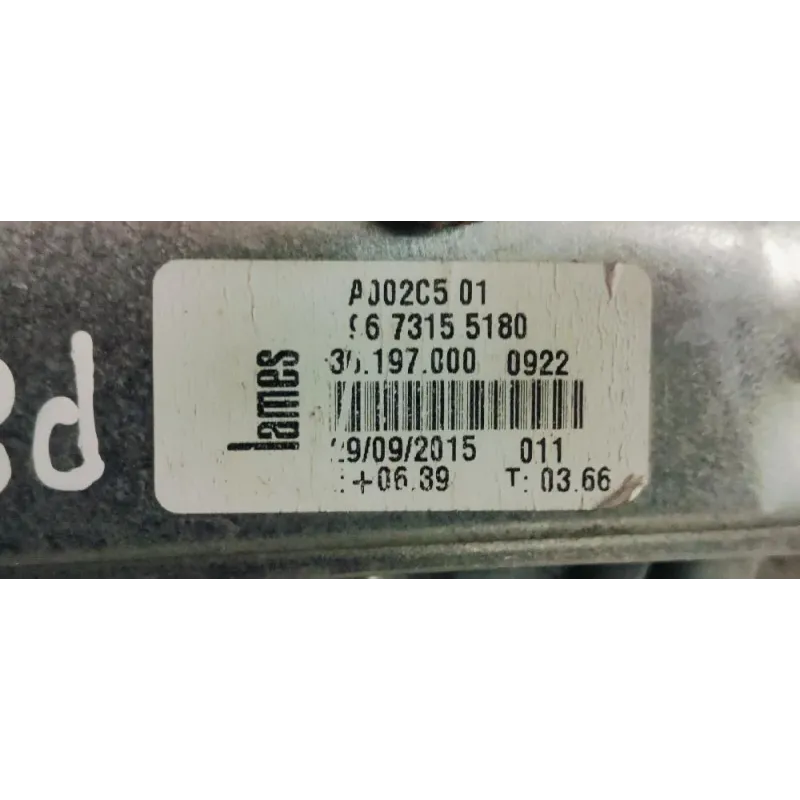 A002C5 01
96 7315 5180
30.197.000 0922
lames
29/09/2015 011
: +06.39 T: 03.66